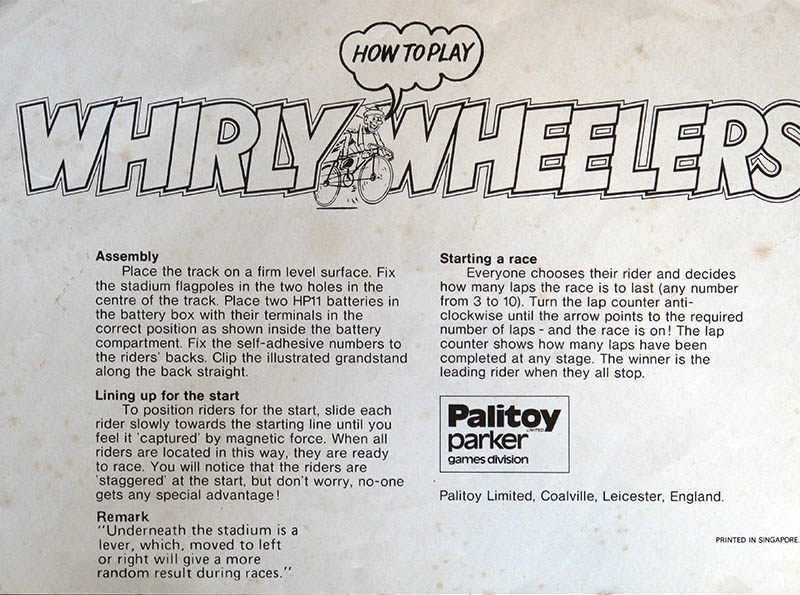 HOW TO PLAY
WHIRLY WHEELERS
Assembly
Place the track on a firm level surface. Fix
the stadium flagpoles in the two holes in the
centre of the track. Place two HP11 batteries in
the battery box with their terminals in the
correct position as shown inside the battery
compartment. Fix the self-adhesive numbers to
the riders' backs. Clip the illustrated grandstand
along the back straight.
Lining up for the start
To position riders for the start, slide each
rider slowly towards the starting line until you
feel it 'captured' by magnetic force. When all
riders are located in this way, they are ready
to race. You will notice that the riders are
'staggered' at the start, but don't worry, no-one
gets any special advantage!
Remark
"Underneath the stadium is a
lever, which, moved to left
or right will give a more
random result during races."
Starting a race
Everyone chooses their rider and decides
how many laps the race is to last (any number
from 3 to 10). Turn the lap counter anti-
clockwise until the arrow points to the required
number of laps - and the race is on! The lap
counter shows how many laps have been
completed at any stage. The winner is the
leading rider when they all stop.
Palitoy
LIMITED
parker
games division
Palitoy Limited, Coalville, Leicester, England.
PRINTED IN SINGAPORE.